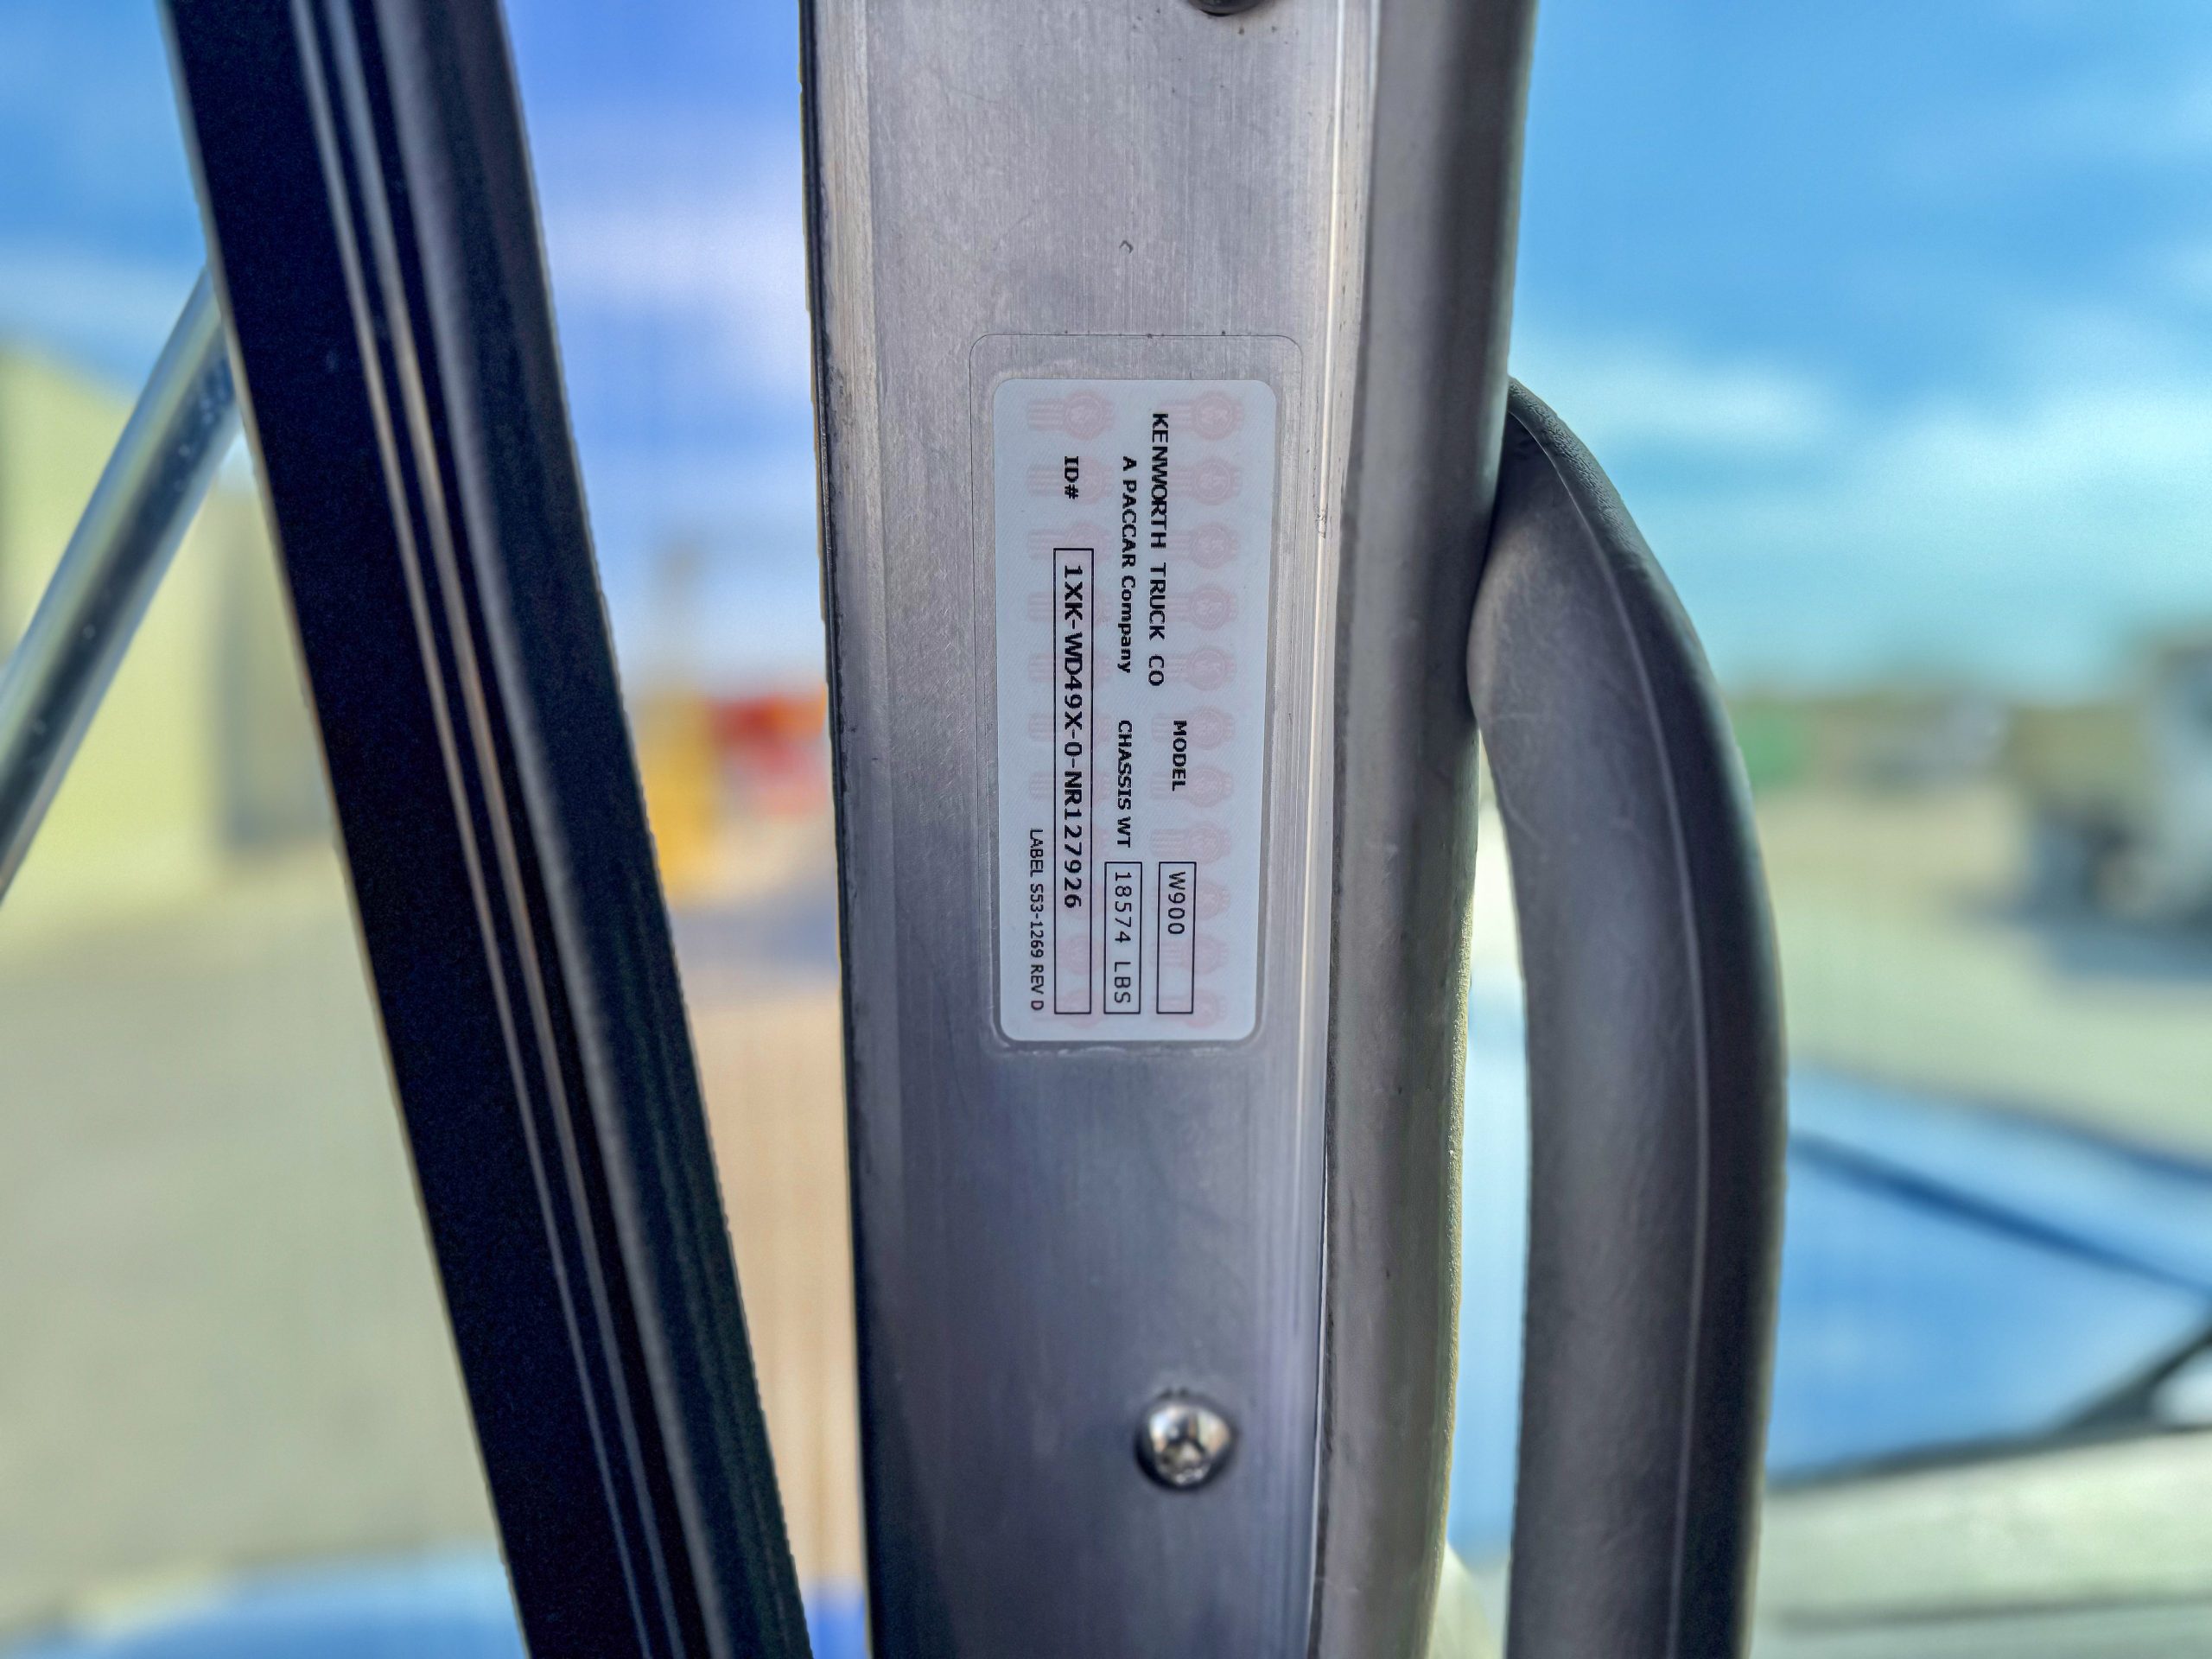 KENWORTH TRUCK CO
A PACCAR Company
MODEL W900
CHASSIS WT 18574 LBS
ID# 1XK-WD49X-0-NR127926
LABEL S53-1269 REV D